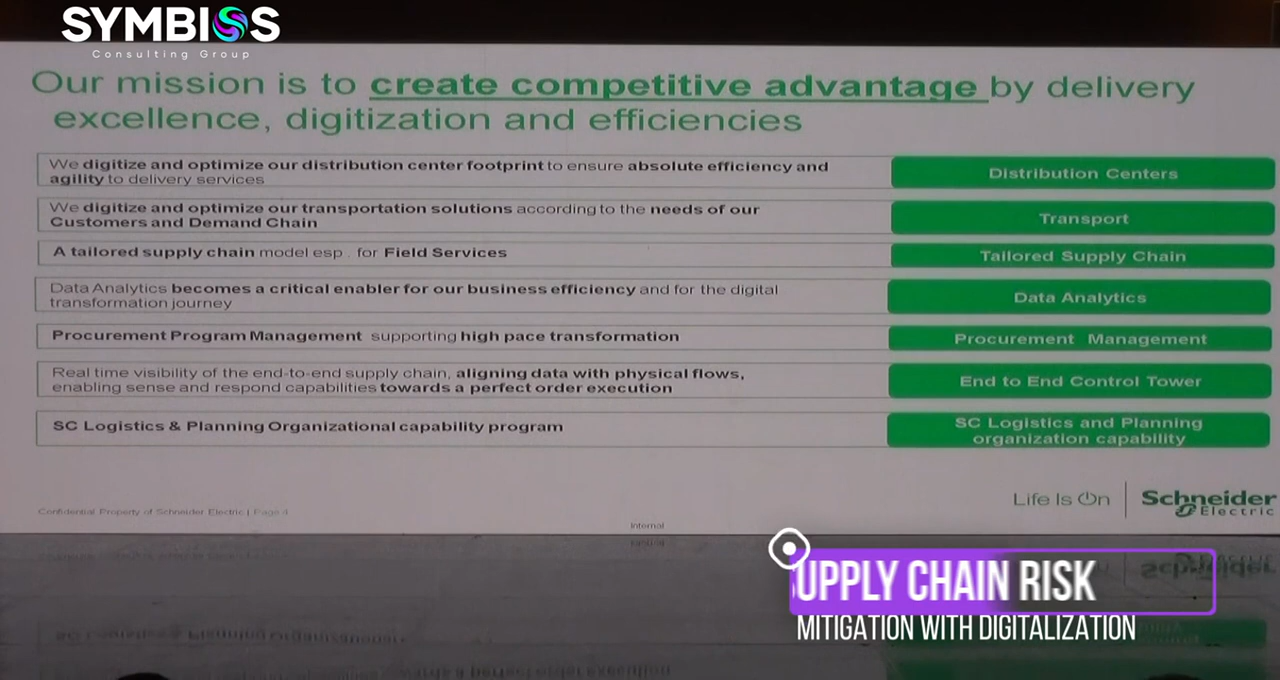 SYMBIOS
Consulting Group
Our mission is to create competitive advantage by delivery
excellence, digitization and efficiencies
We digitize and optimize our distribution center footprint to ensure absolute efficiency and
agility to delivery services
Distribution Centers
We digitize and optimize our transportation solutions according to the needs of our
Customers and Demand Chain
Transport
A tailored supply chain model esp. for Field Services
Tailored Supply Chain
Data Analytics becomes a critical enabler for our business efficiency and for the digital
transformation journey
Data Analytics
Procurement Program Management supporting high pace transformation
Procurement Management
Real time visibility of the end-to-end supply chain, aligning data with physical flows,
enabling sense and respond capabilities towards a perfect order execution
End to End Control Tower
SC Logistics & Planning Organizational capability program
SC Logistics and Planning
organization capability
Life Is On
Schneider
Electric
Confidential Property of Schneider Electric | Page
Internal
UPPLY CHAIN RISK
MITIGATION WITH DIGITALIZATION